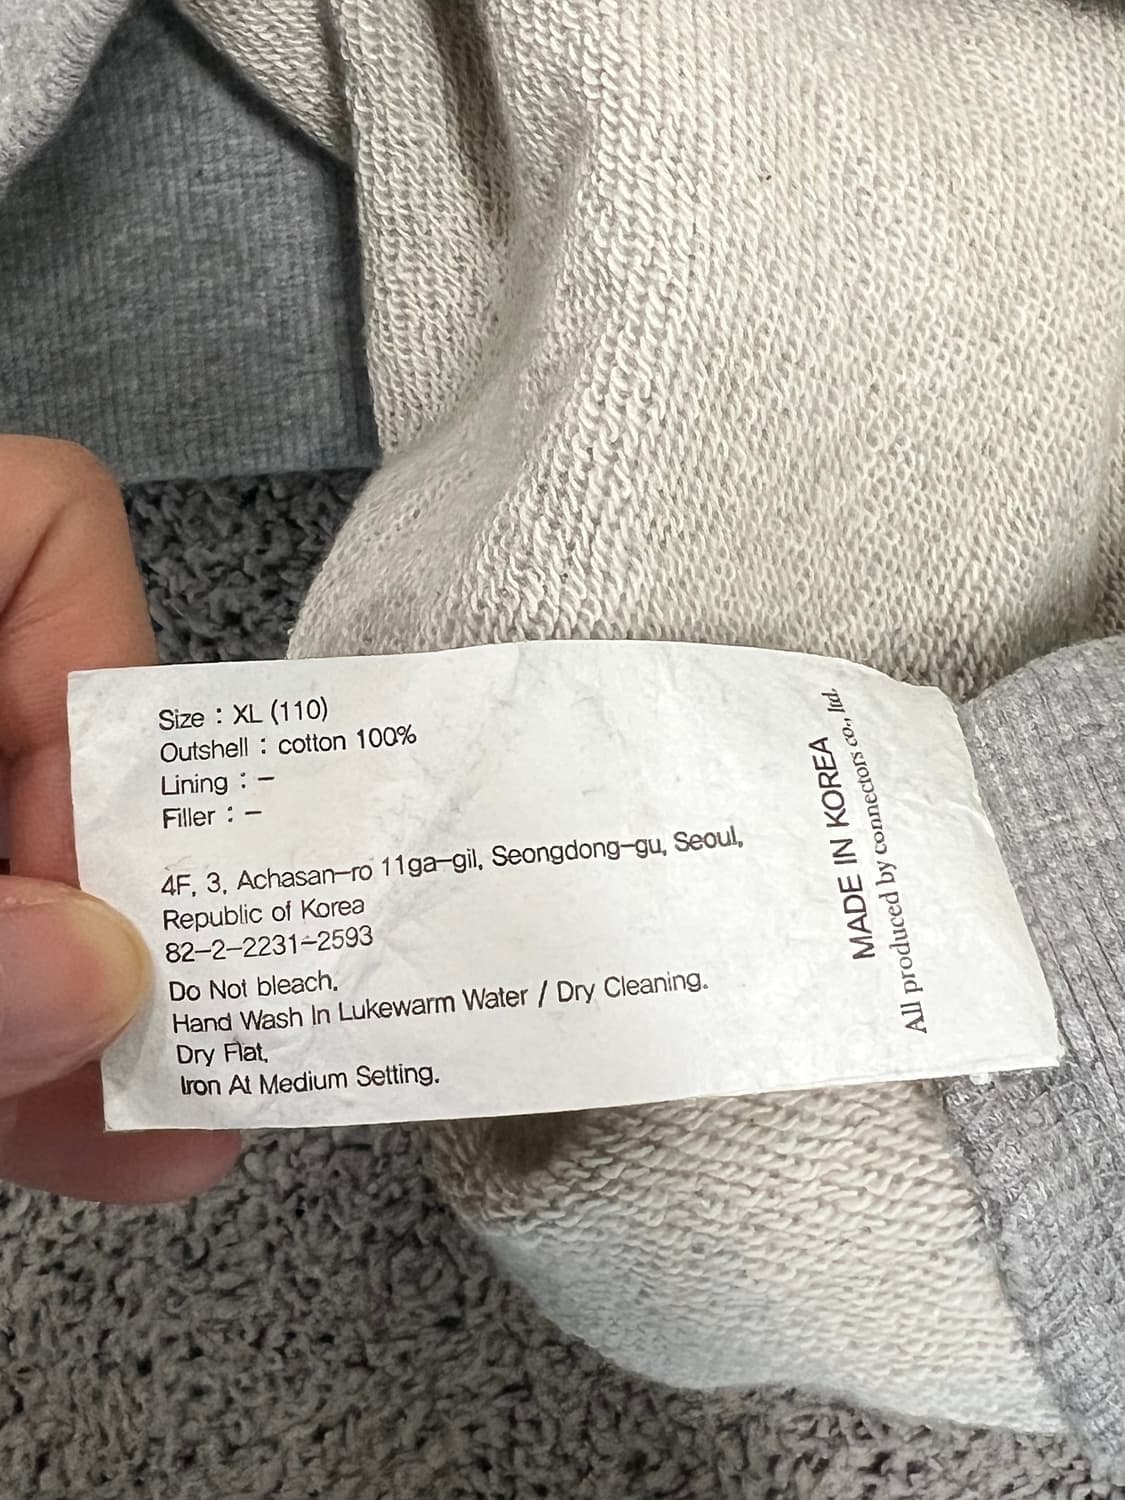 Size : XL (110)
Outshell : cotton 100%
Lining : –
Filler : –
4F, 3, Achasan–ro 11ga–gil, Seongdong–gu, Seoul,
Republic of Korea
82–2–2231–2593
Do Not bleach.
Hand Wash In Lukewarm Water / Dry Cleaning.
Dry Flat,
Iron At Medium Setting.
MADE IN KOREA
All produced by connectors co., ltd.